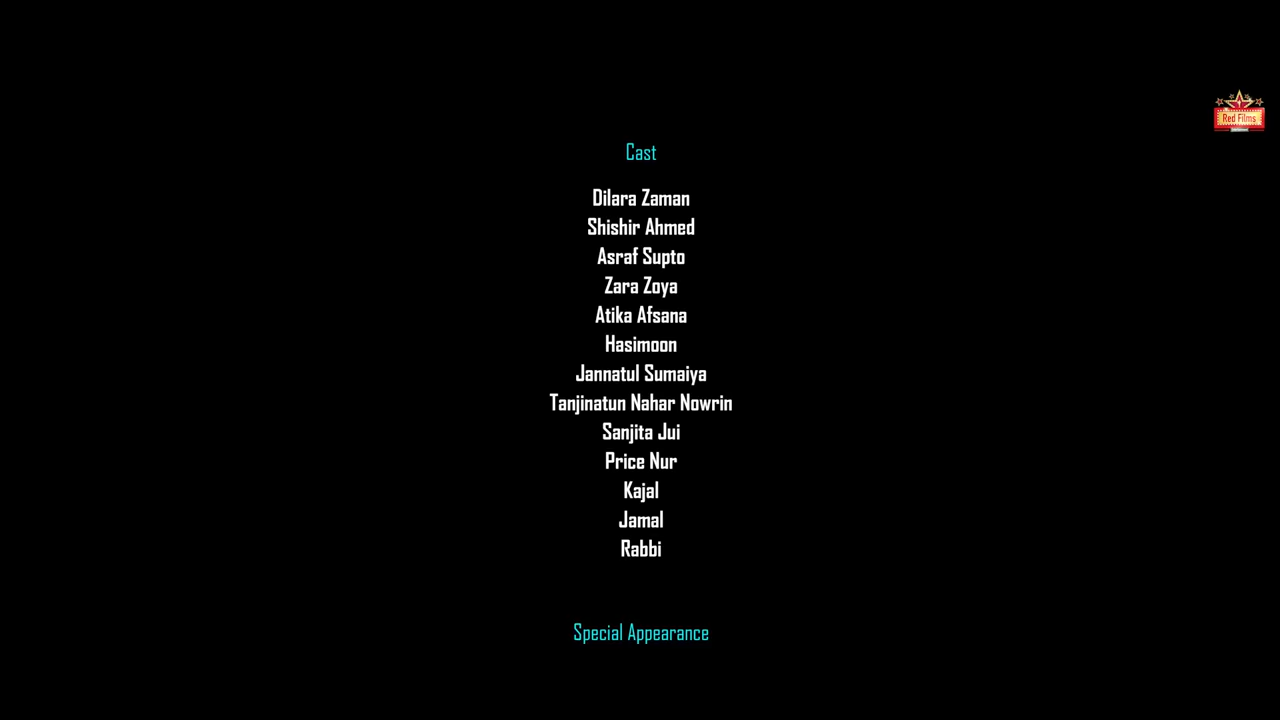 Red Films
Cast
Dilara Zaman
Shishir Ahmed
Asraf Supto
Zara Zoya
Atika Afsana
Hasimoon
Jannatul Sumaiya
Tanjinatun Nahar Nowrin
Sanjita Jui
Price Nur
Kajal
Jamal
Rabbi
Special Appearance